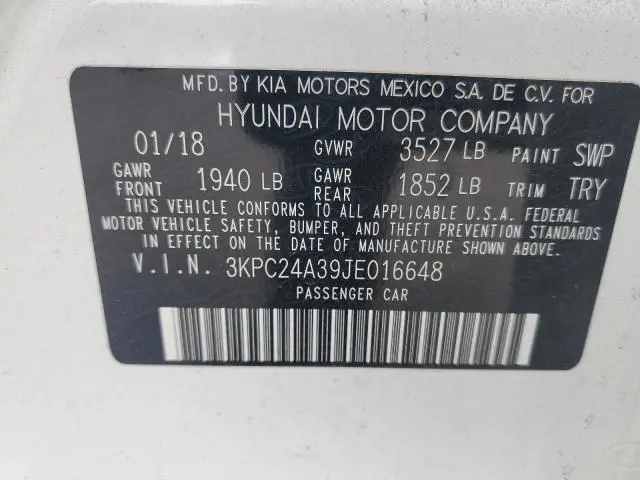 MFD. BY KIA MOTORS MEXICO S.A. DE C.V. FOR
HYUNDAI MOTOR COMPANY
01/18 GVWR 3527 LB PAINT SWP
GAWR FRONT 1940 LB GAWR REAR 1852 LB TRIM TRY
THIS VEHICLE CONFORMS TO ALL APPLICABLE U.S.A. FEDERAL
MOTOR VEHICLE SAFETY, BUMPER, AND THEFT PREVENTION STANDARDS
IN EFFECT ON THE DATE OF MANUFACTURE SHOWN ABOVE.
V.I.N. 3KPC24A39JE016648
PASSENGER CAR